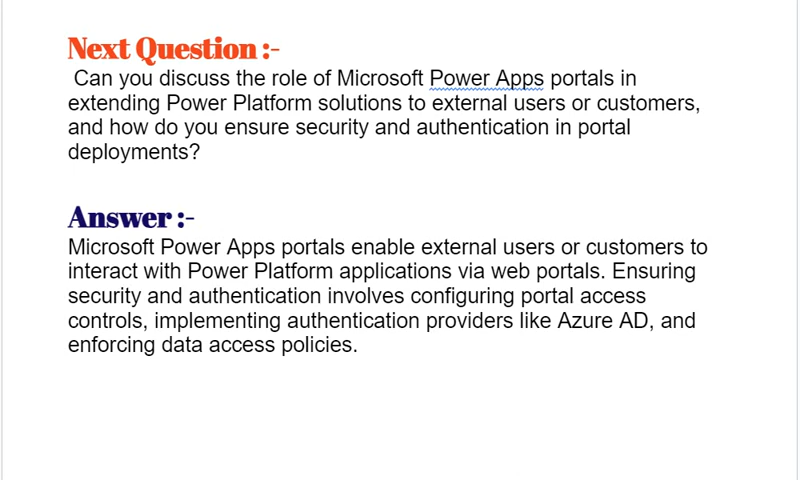 Next Question :-
Can you discuss the role of Microsoft Power Apps portals in
extending Power Platform solutions to external users or customers,
and how do you ensure security and authentication in portal
deployments?
Answer :-
Microsoft Power Apps portals enable external users or customers to
interact with Power Platform applications via web portals. Ensuring
security and authentication involves configuring portal access
controls, implementing authentication providers like Azure AD, and
enforcing data access policies.